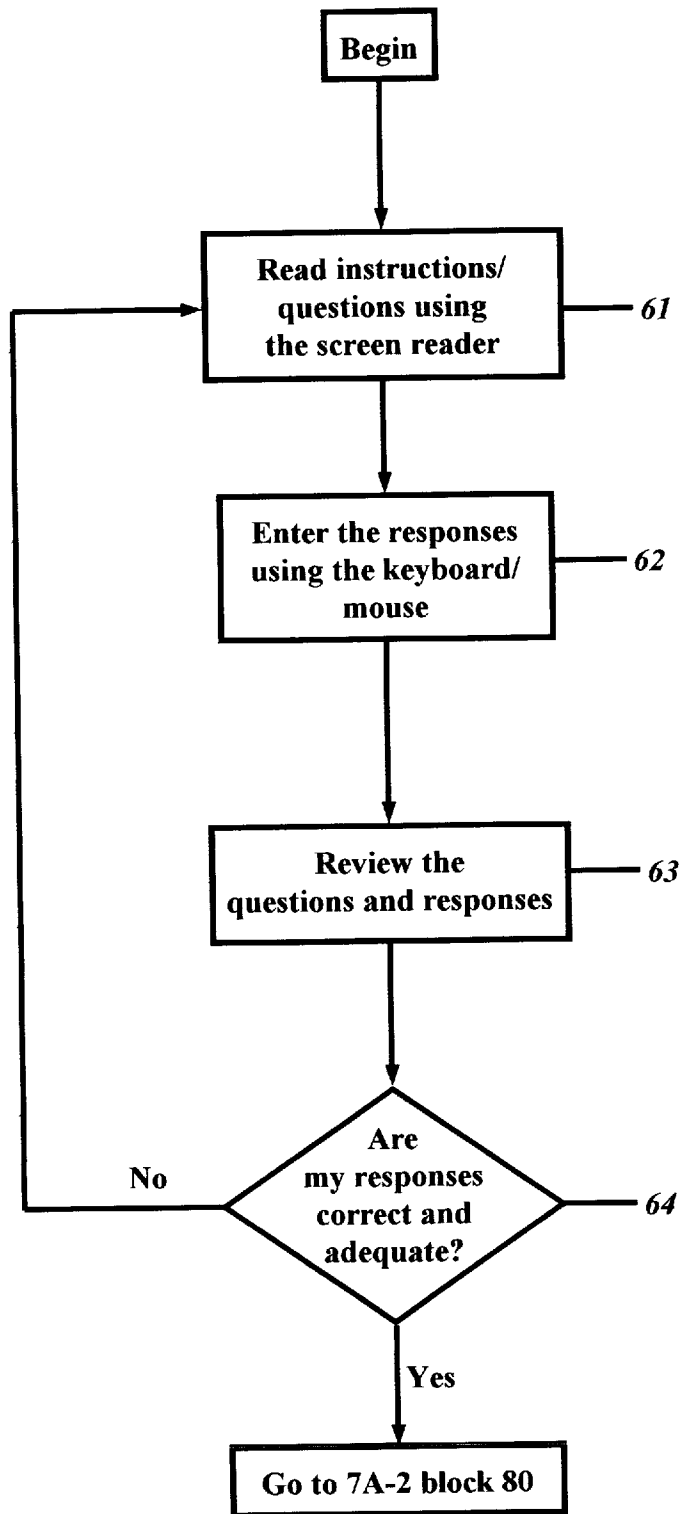 Begin
Read instructions/
questions using
the screen reader
61
Enter the responses
using the keyboard/
mouse
62
Review the
questions and responses
63
Are
my responses
correct and
adequate?
64
No
Yes
Go to 7A-2 block 80